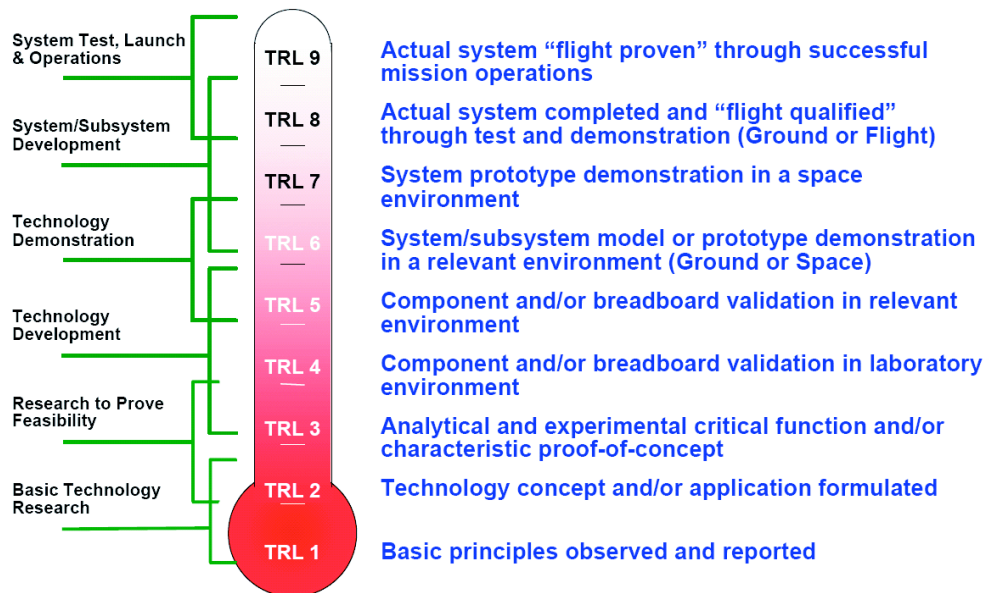 System Test, Launch
& Operations
System/Subsystem
Development
Technology
Demonstration
Technology
Development
Research to Prove
Feasibility
Basic Technology
Research
TRL 9
TRL 8
TRL 7
TRL 6
TRL 5
TRL 4
TRL 3
TRL 2
TRL 1
Actual system “flight proven” through successful
mission operations
Actual system completed and “flight qualified”
through test and demonstration (Ground or Flight)
System prototype demonstration in a space
environment
System/subsystem model or prototype demonstration
in a relevant environment (Ground or Space)
Component and/or breadboard validation in relevant
environment
Component and/or breadboard validation in laboratory
environment
Analytical and experimental critical function and/or
characteristic proof-of-concept
Technology concept and/or application formulated
Basic principles observed and reported